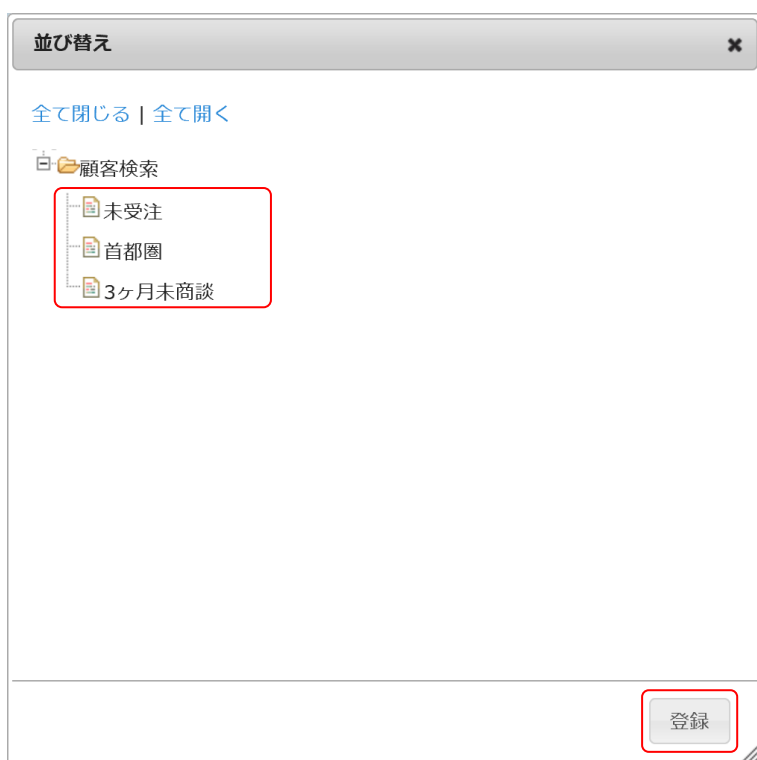 並び替え
全て閉じる | 全て開く
顧客検索
未受注
首都圏
3ヶ月未商談
登録